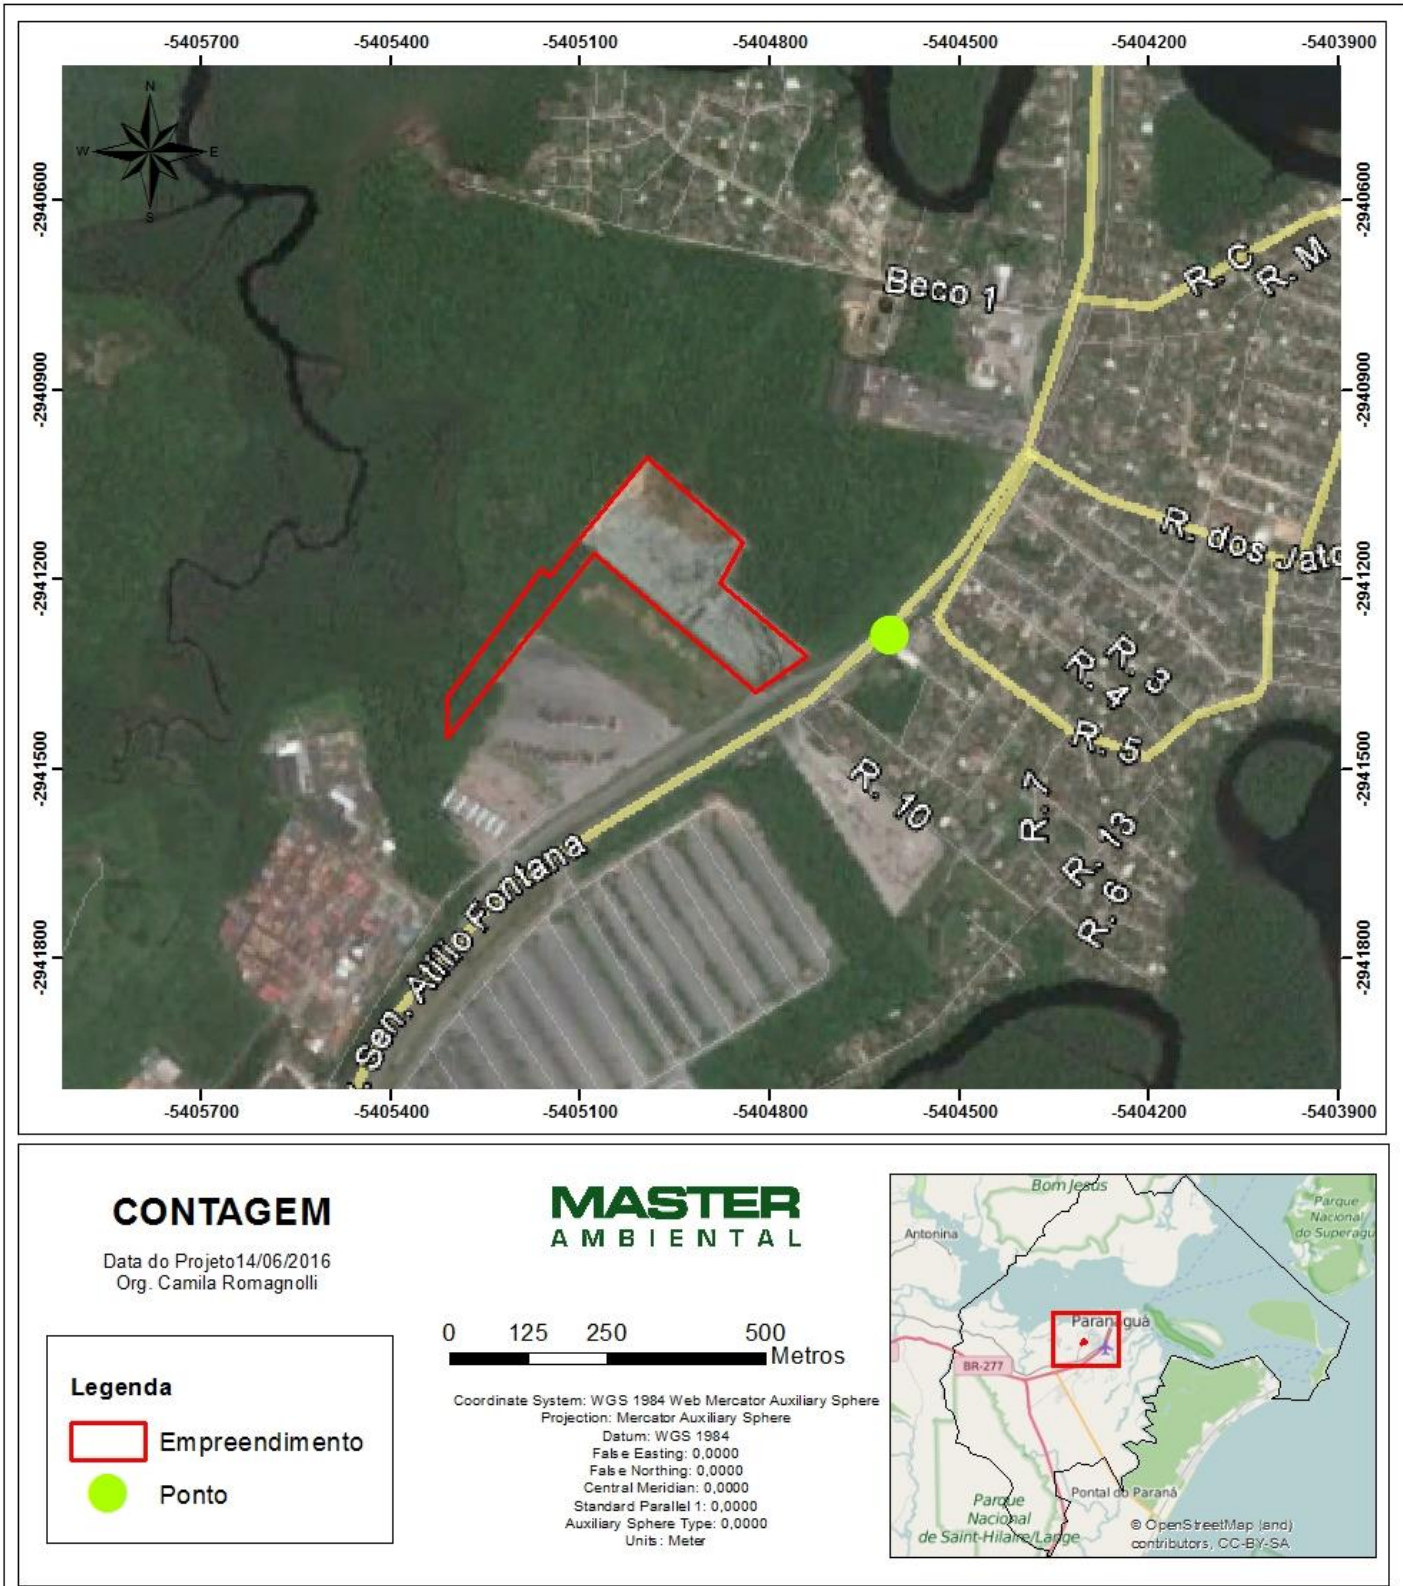 -5405700 -5405400 -5405100 -5404800 -5404500 -5404200 -5403900
N
W E
S
-2940600 -2940600
Beco 1
R. C
R. M
-2940900 -2940900
R. dos Jato
-2941200 -2941200
R. 3
R. 4
R. 5
-2941500 -2941500
R. 10
R. 7
R. 13
R. 6
. Sen. Atílio Fontana
-2941800 -2941800
-5405700 -5405400 -5405100 -5404800 -5404500 -5404200 -5403900
CONTAGEM
Data do Projeto14/06/2016
Org. Camila Romagnolli
Legenda
Empreendimento
Ponto
MASTER
AMBIENTAL
0 125 250 500
Metros
Coordinate System: WGS 1984 Web Mercator Auxiliary Sphere
Projection: Mercator Auxiliary Sphere
Datum: WGS 1984
False Easting: 0,0000
False Northing: 0,0000
Central Meridian: 0,0000
Standard Parallel 1: 0,0000
Auxiliary Sphere Type: 0,0000
Units: Meter
Bom Jesus
Antonina
Parque
Nacional
do Superagu
Paranaguá
BR-277
Pontal do Paraná
Parque
Nacional
de Saint-Hilaire/Lange
© OpenStreetMap (and)
contributors, CC-BY-SA